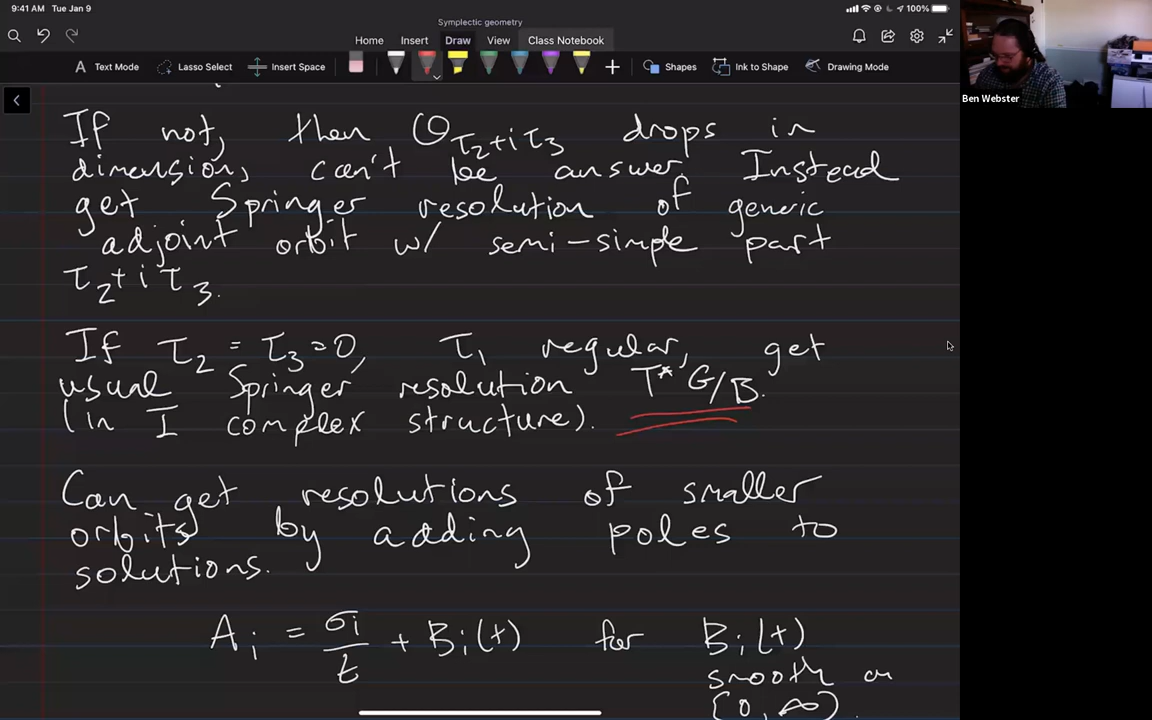 9:41 AM Tue Jan 9
100%
Symplectic geometry
Home Insert Draw View Class Notebook
Text Mode Lasso Select Insert Space Shapes Ink to Shape Drawing Mode
Ben Webster
If not, then O_{τ₂+iτ₃} drops in
dimension, can't be answer. Instead
get Springer resolution of generic
adjoint orbit w/ semi-simple part
τ₂+iτ₃.
If τ₂ = τ₃ = 0, τ₁ regular, get
usual Springer resolution T*G/B.
(in I complex structure).
Can get resolutions of smaller
orbits by adding poles to
solutions.
A_i = σ_i/t + B_i(t) for B_i(t)
smooth on
[0, ∞).